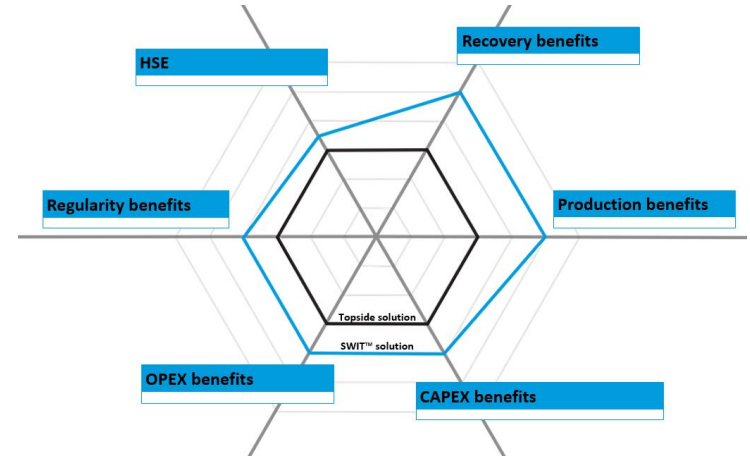 Recovery benefits
HSE
Regularity benefits
Production benefits
Topside solution
SWIT™ solution
OPEX benefits
CAPEX benefits